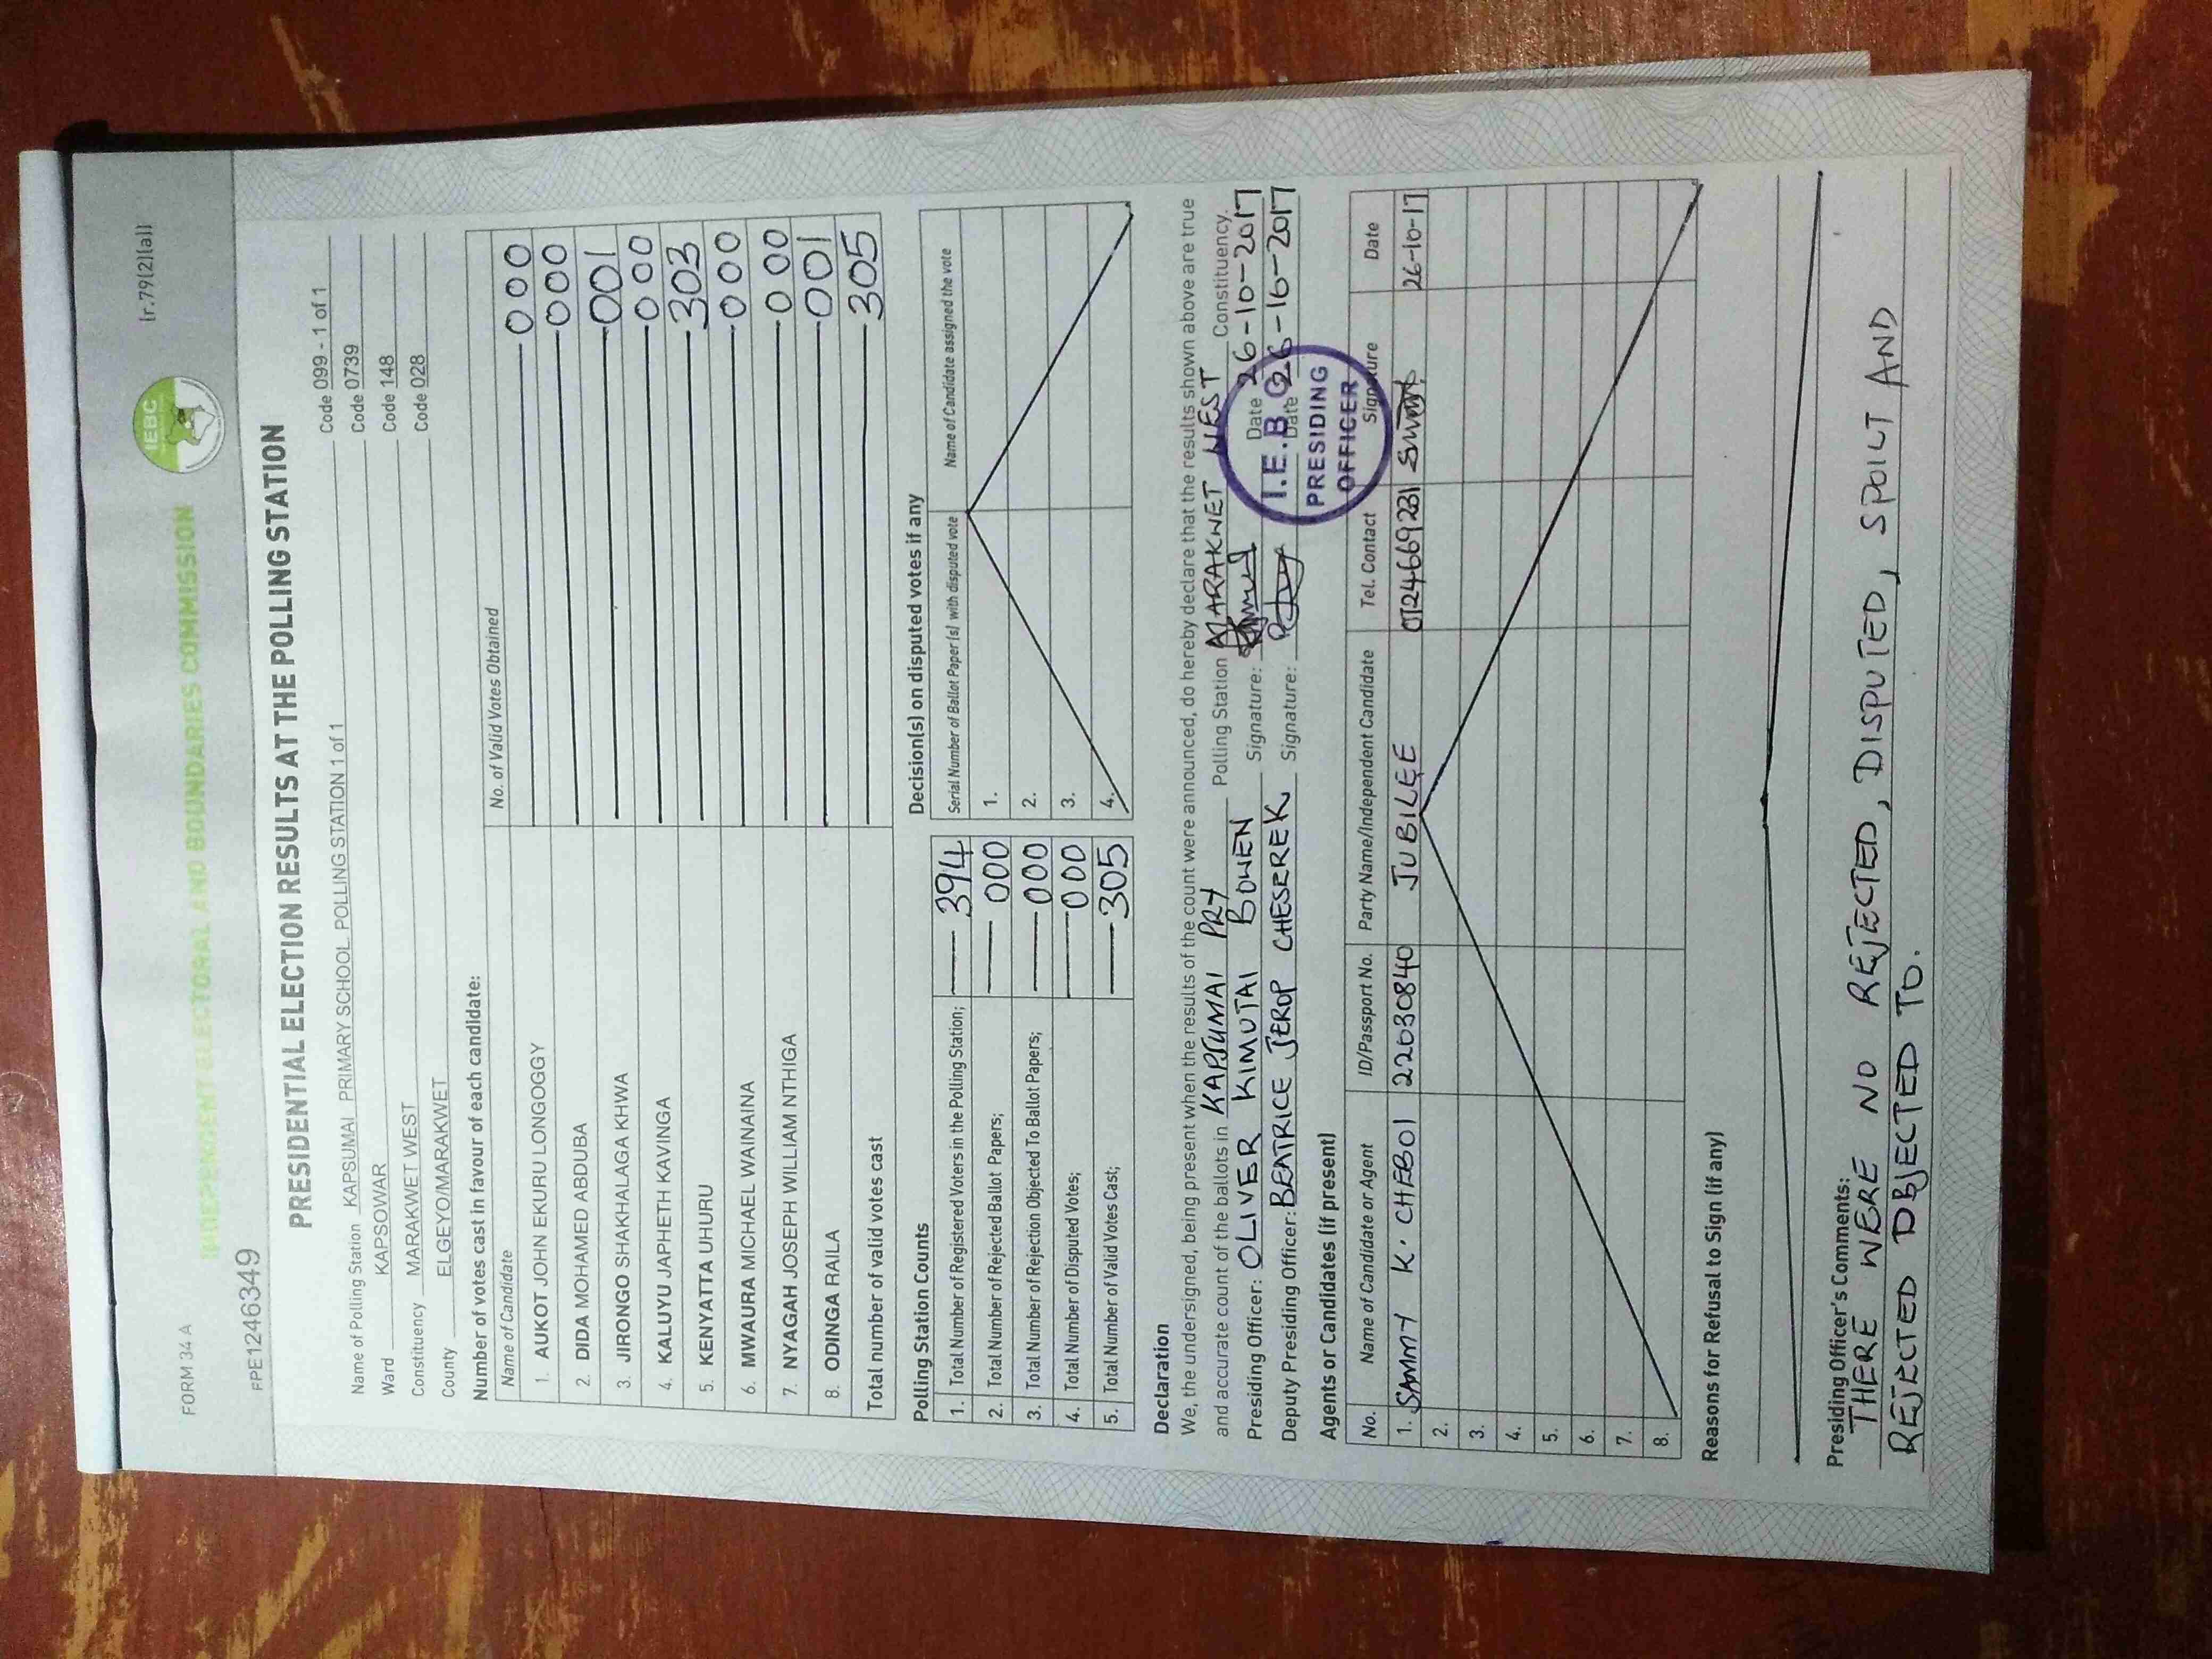 FORM 34 A
(r.79(2)(a))
IEBC
INDEPENDENT ELECTORAL AND BOUNDARIES COMMISSION
FPE1246349
PRESIDENTIAL ELECTION RESULTS AT THE POLLING STATION
Name of Polling Station KAPSUMAI PRIMARY SCHOOL POLLING STATION 1 of 1 Code 099 - 1 of 1
Ward KAPSOWAR Code 0739
Constituency MARAKWET WEST Code 148
County ELGEYO/MARAKWET Code 028
Number of votes cast in favour of each candidate:
Name of Candidate No. of Valid Votes Obtained
1. AUKOT JOHN EKURU LONGOGGY 000
2. DIDA MOHAMED ABDUBA 000
3. JIRONGO SHAKHALAGA KHWA 001
4. KALUYU JAPHETH KAVINGA 000
5. KENYATTA UHURU 303
6. MWAURA MICHAEL WAINAINA 000
7. NYAGAH JOSEPH WILLIAM NTHIGA 000
8. ODINGA RAILA 001
Total number of valid votes cast 305
Polling Station Counts
1. Total Number of Registered Voters in the Polling Station; 394
2. Total Number of Rejected Ballot Papers; 000
3. Total Number of Rejection Objected To Ballot Papers; 000
4. Total Number of Disputed Votes; 000
5. Total Number of Valid Votes Cast; 305
Decision(s) on disputed votes if any
Serial Number of Ballot Paper (s) with disputed vote Name of Candidate assigned the vote
1.
2.
3.
4.
Declaration
We, the undersigned, being present when the results of the count were announced, do hereby declare that the results shown above are true
and accurate count of the ballots in KAPSUMAI PRY Polling Station MARAKWET WEST Constituency.
Presiding Officer: OLIVER KIMUTAI BOWEN Signature: Date 26-10-2017
Deputy Presiding Officer: BEATRICE JEROP CHESEREK Signature: Date 26-10-2017
I.E.B.C
PRESIDING
OFFICER
Agents or Candidates (if present)
No. Name of Candidate or Agent ID/Passport No. Party Name/Independent Candidate Tel. Contact Signature Date
1. SAMMY K. CHEBOI 22030840 JUBILEE 0724669231 26-10-17
2.
3.
4.
5.
6.
7.
8.
Reasons for Refusal to Sign (if any)
Presiding Officer's Comments:
THERE WERE NO REJECTED, DISPUTED, SPOILT AND
REJECTED OBJECTED TO.